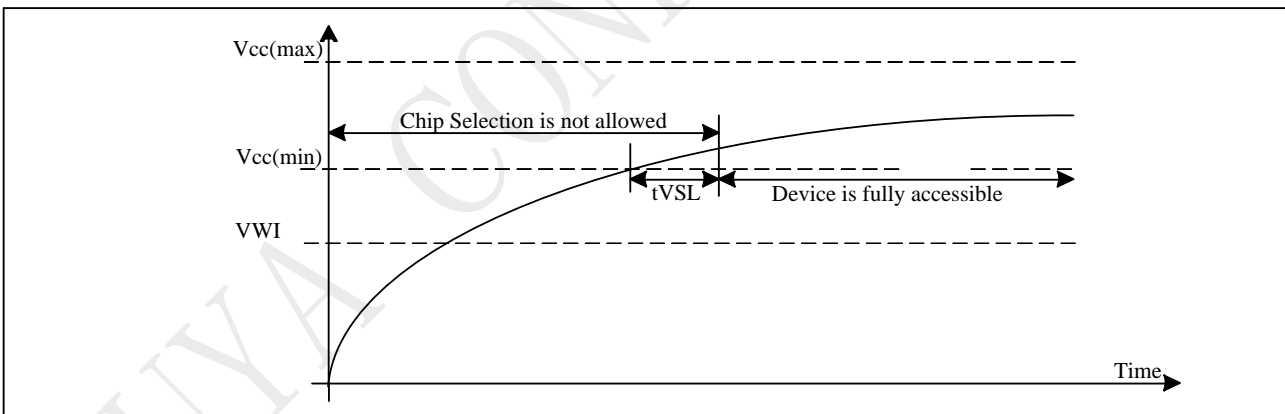 Vcc(max)
Chip Selection is not allowed
Vcc(min)
tVSL
Device is fully accessible
VWI
Time